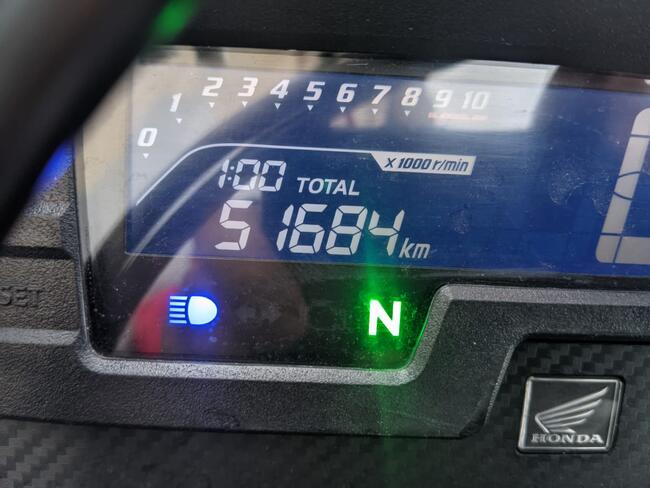 0 1 2 3 4 5 6 7 8 9 10
X 1000 r/min
1:00 TOTAL
51684 km
SET
N
HONDA